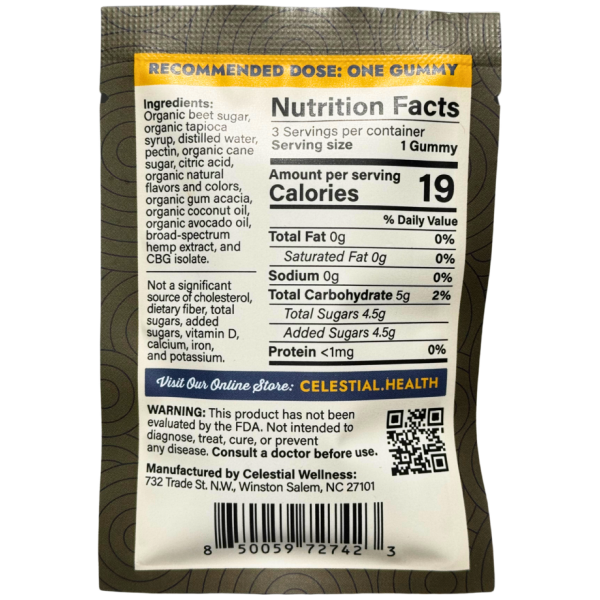 RECOMMENDED DOSE: ONE GUMMY
Ingredients:
Organic beet sugar,
organic tapioca
syrup, distilled water,
pectin, organic cane
sugar, citric acid,
organic natural
flavors and colors,
organic gum acacia,
organic coconut oil,
organic avocado oil,
broad-spectrum
hemp extract, and
CBG isolate.
Not a significant
source of cholesterol,
dietary fiber, total
sugars, added
sugars, vitamin D,
calcium, iron,
and potassium.
Nutrition Facts
3 Servings per container
Serving size 1 Gummy
Amount per serving
Calories 19
% Daily Value
Total Fat 0g 0%
Saturated Fat 0g 0%
Sodium 0g 0%
Total Carbohydrate 5g 2%
Total Sugars 4.5g
Added Sugars 4.5g
Protein <1mg 0%
Visit Our Online Store: CELESTIAL.HEALTH
WARNING: This product has not been
evaluated by the FDA. Not intended to
diagnose, treat, cure, or prevent
any disease. Consult a doctor before use.
Manufactured by Celestial Wellness:
732 Trade St. N.W., Winston Salem, NC 27101
8 50059 72742 3